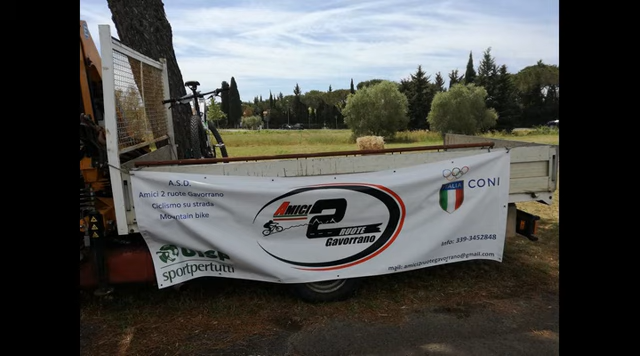 A.S.D.
Amici 2 ruote Gavorrano
Ciclismo su strada
Mountain bike
uisp
sportpertutti
AMICI
2
RUOTE
Gavorrano
ITALIA
CONI
Info: 339-3452848
mail: amici2ruotegavorrano@gmail.com